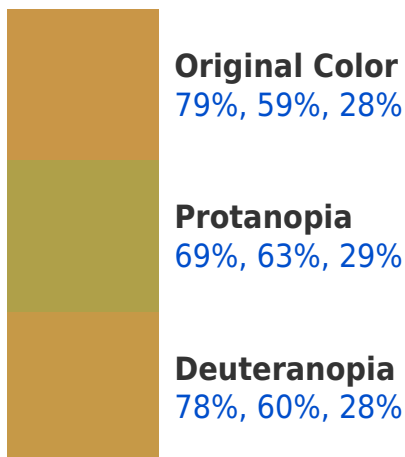 Original Color
79%, 59%, 28%
Protanopia
69%, 63%, 29%
Deuteranopia
78%, 60%, 28%